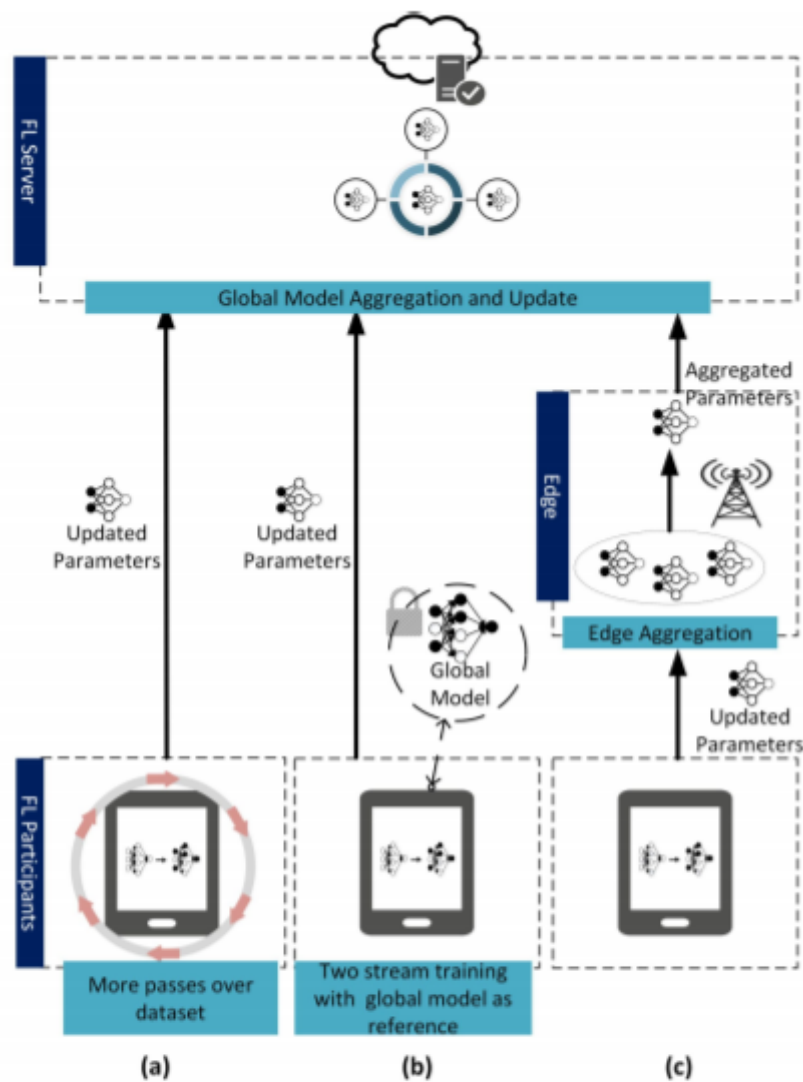 FL Server
Global Model Aggregation and Update
Aggregated
Parameters
Edge
Updated
Parameters
Updated
Parameters
Global
Model
Edge Aggregation
Updated
Parameters
FL Participants
More passes over
dataset
Two stream training
with global model as
reference
(a)
(b)
(c)